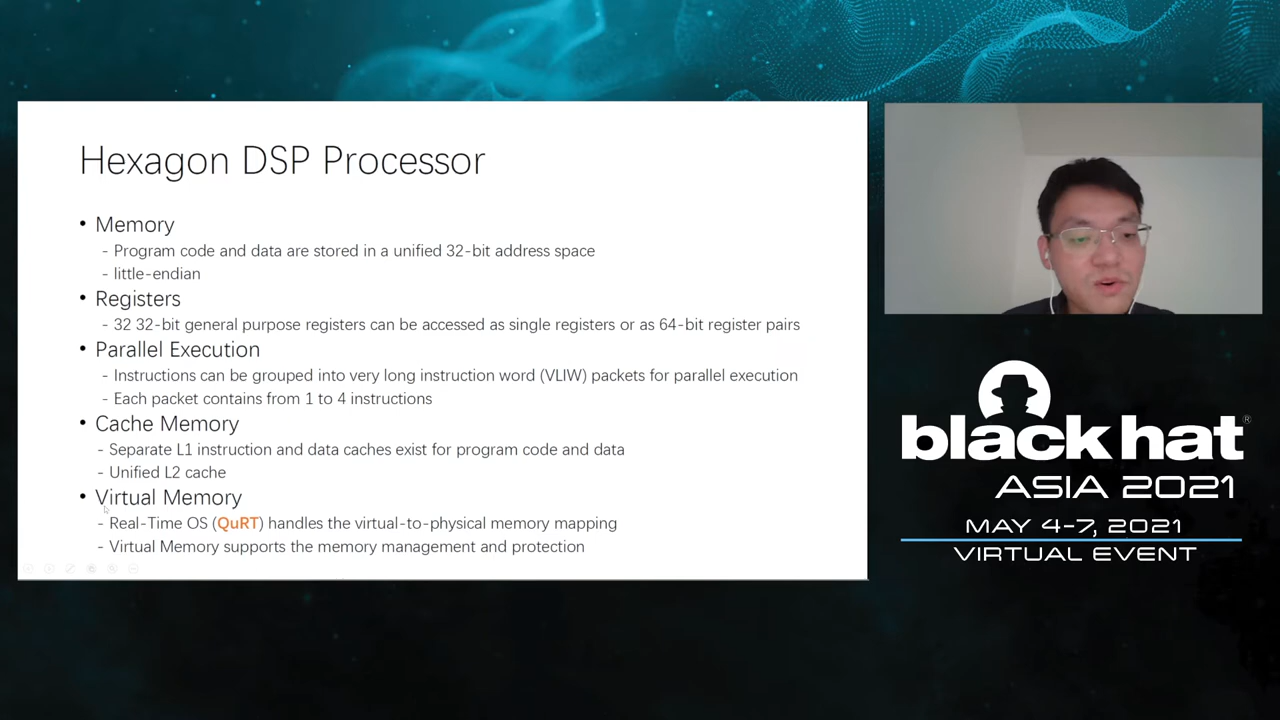 Hexagon DSP Processor
• Memory
- Program code and data are stored in a unified 32-bit address space
- little-endian
• Registers
- 32 32-bit general purpose registers can be accessed as single registers or as 64-bit register pairs
• Parallel Execution
- Instructions can be grouped into very long instruction word (VLIW) packets for parallel execution
- Each packet contains from 1 to 4 instructions
• Cache Memory
- Separate L1 instruction and data caches exist for program code and data
- Unified L2 cache
• Virtual Memory
- Real-Time OS (QuRT) handles the virtual-to-physical memory mapping
- Virtual Memory supports the memory management and protection
black hat®
ASIA 2021
MAY 4-7, 2021
VIRTUAL EVENT